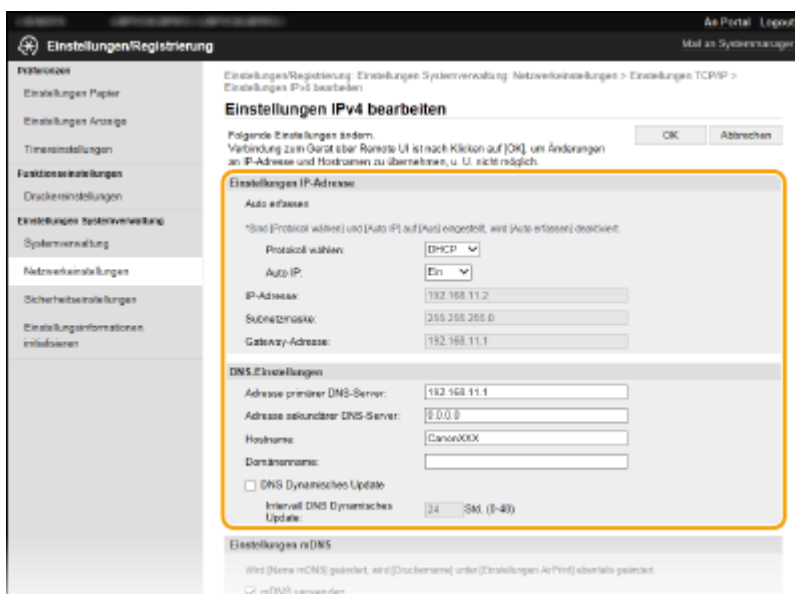 An Portal Logout
Einstellungen/Registrierung
Mail an Systemmanager
Präferenzen
Einstellungen Papier
Einstellungen Anzeige
Timereinstellungen
Funktionseinstellungen
Druckereinstellungen
Einstellungen Systemverwaltung
Systemverwaltung
Netzwerkeinstellungen
Sicherheitseinstellungen
Einstellungsinformationen
initialisieren
Einstellungen/Registrierung: Einstellungen Systemverwaltung: Netzwerkeinstellungen > Einstellungen TCP/IP >
Einstellungen IPv4 bearbeiten
Einstellungen IPv4 bearbeiten
Folgende Einstellungen ändern.
Verbindung zum Gerät über Remote UI ist nach Klicken auf [OK], um Änderungen
an IP-Adresse und Hostnamen zu übernehmen, u. U. nicht möglich.
OK
Abbrechen
Einstellungen IP-Adresse
Auto erfassen
*Sind [Protokoll wählen] und [Auto IP] auf [Aus] eingestellt, wird [Auto erfassen] deaktiviert.
Protokoll wählen: DHCP
Auto IP: Ein
IP-Adresse: 192.168.11.2
Subnetzmaske: 255.255.255.0
Gateway-Adresse: 192.168.11.1
DNS-Einstellungen
Adresse primärer DNS-Server: 192.168.11.1
Adresse sekundärer DNS-Server: 0.0.0.0
Hostname: CanonXXX
Domänenname:
DNS Dynamisches Update
Intervall DNS Dynamisches
Update: 24 Std. (0-48)
Einstellungen mDNS
Wird [Name mDNS] geändert, wird [Druckername] unter [Einstellungen AirPrint] ebenfalls geändert.
mDNS verwenden